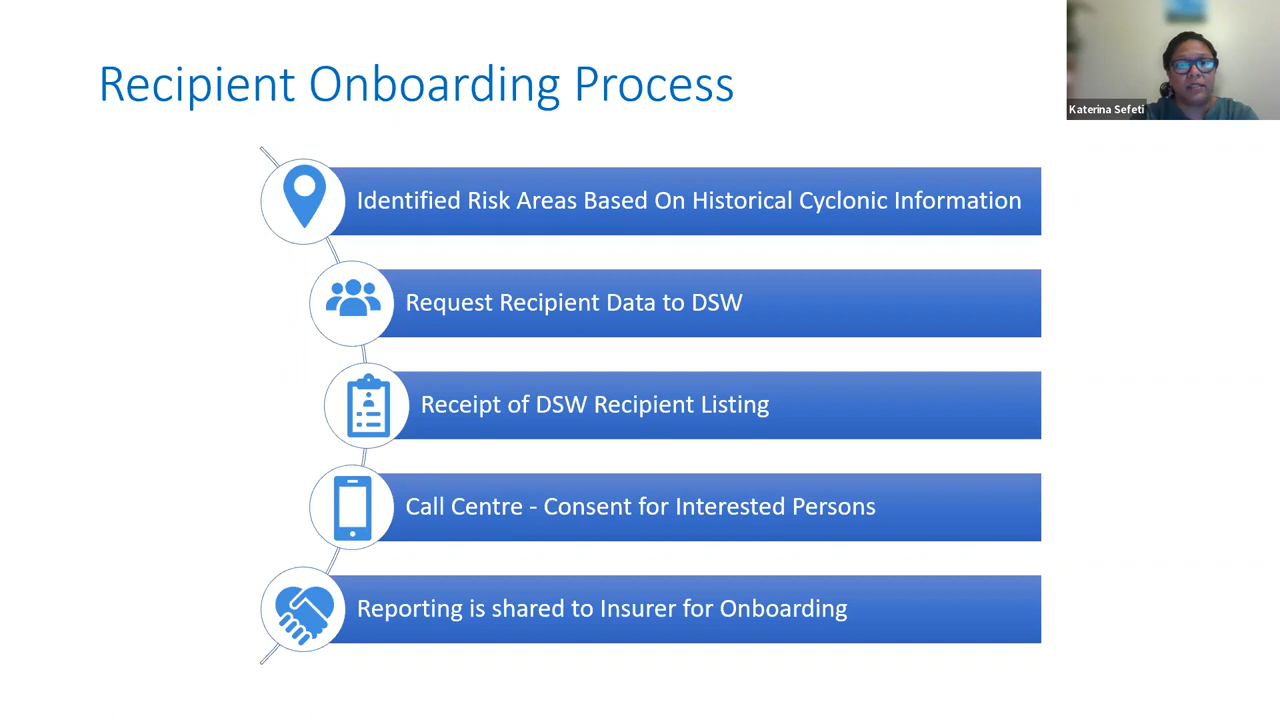 Recipient Onboarding Process
Katerina Sefeti
Identified Risk Areas Based On Historical Cyclonic Information
Request Recipient Data to DSW
Receipt of DSW Recipient Listing
Call Centre - Consent for Interested Persons
Reporting is shared to Insurer for Onboarding